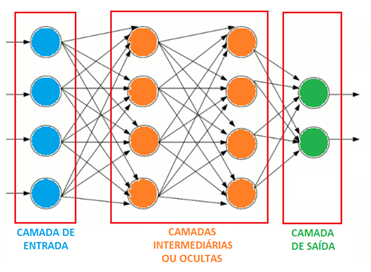 CAMADA DE
ENTRADA
CAMADAS
INTERMEDIÁRIAS
OU OCULTAS
CAMADA
DE SAÍDA